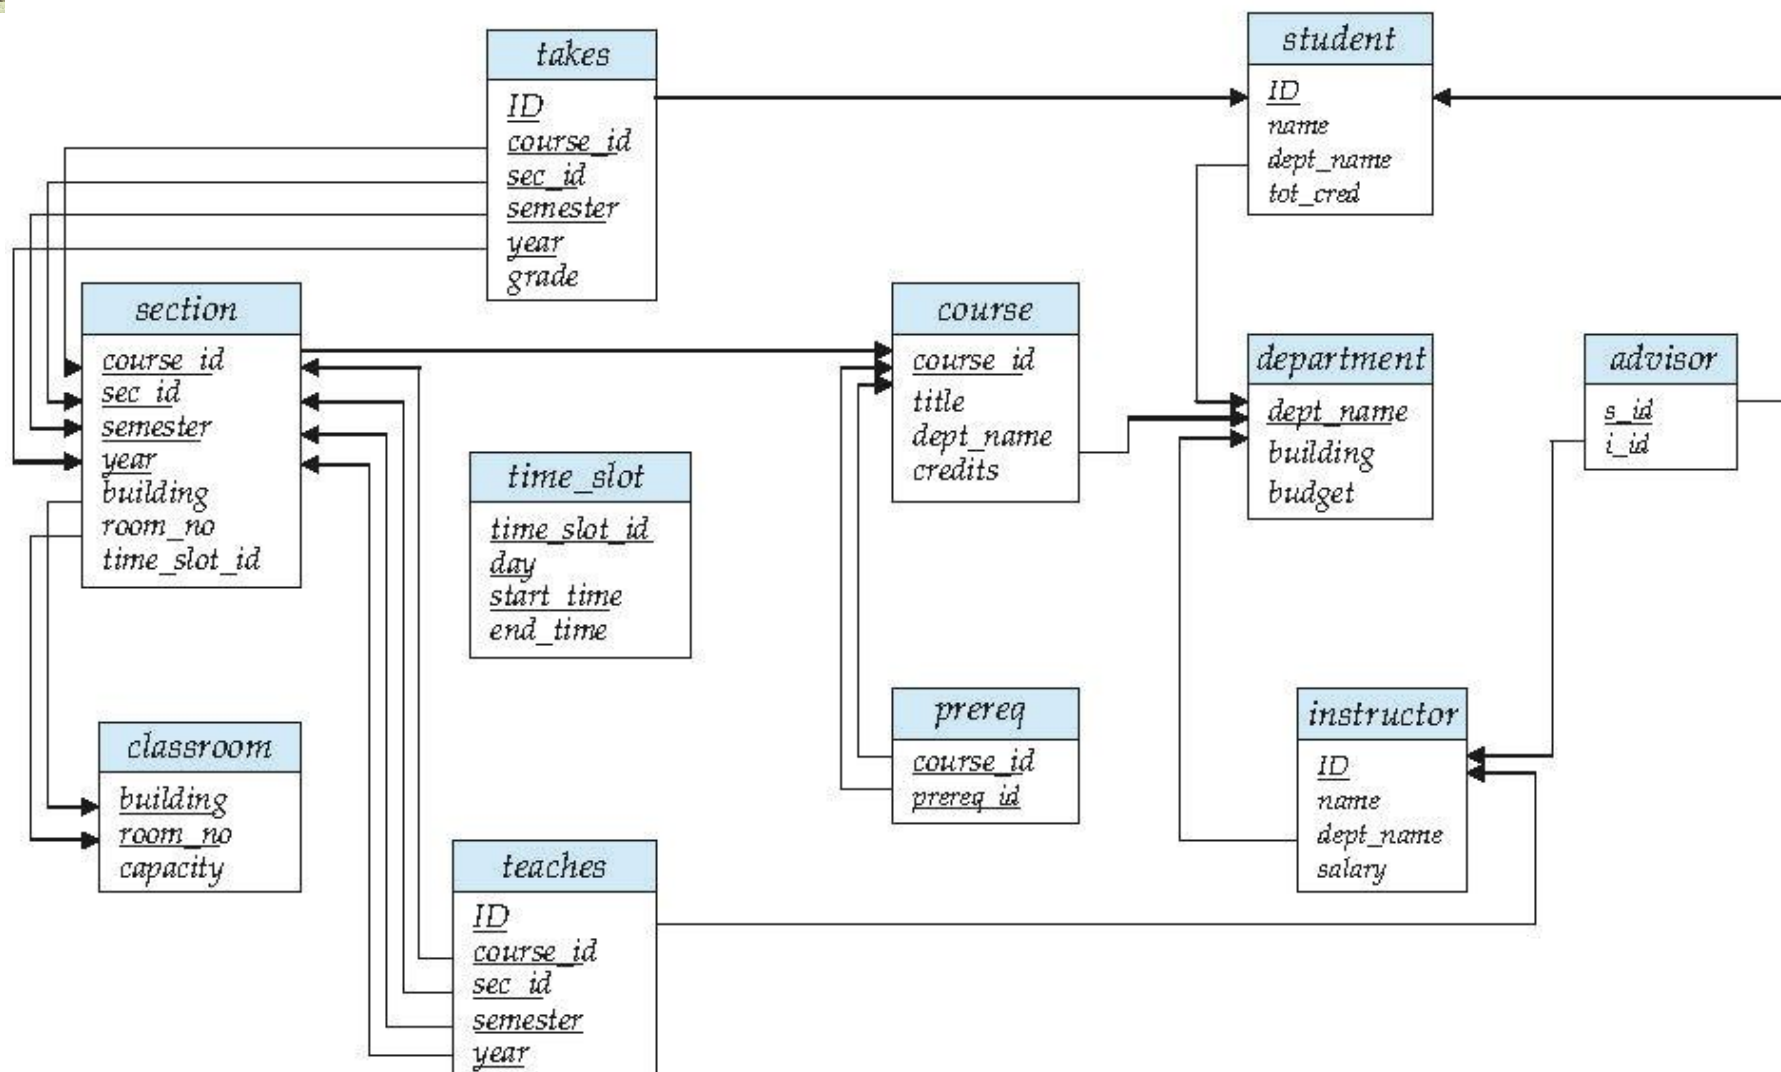 takes
ID
course_id
sec_id
semester
year
grade
student
ID
name
dept_name
tot_cred
section
course_id
sec_id
semester
year
building
room_no
time_slot_id
course
course_id
title
dept_name
credits
department
dept_name
building
budget
advisor
s_id
i_id
time_slot
time_slot_id
day
start_time
end_time
prereq
course_id
prereq_id
instructor
ID
name
dept_name
salary
classroom
building
room_no
capacity
teaches
ID
course_id
sec_id
semester
year